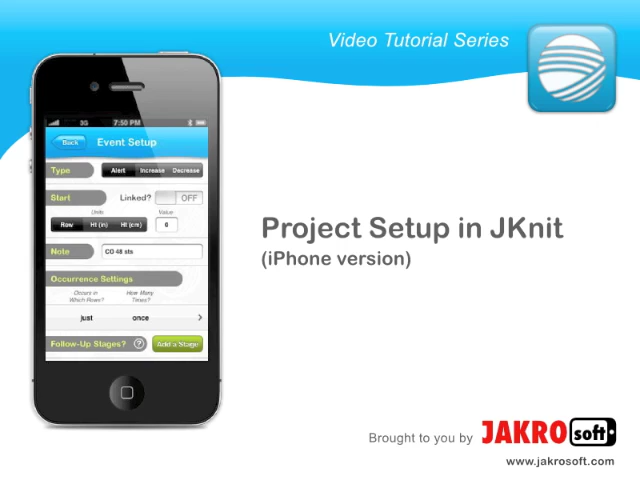 Video Tutorial Series
3G 7:50 PM
Back Event Setup
Type Alert Increase Decrease
Start Linked? OFF
Units Value
Row Ht (in) Ht (cm) 6
Note CO 48 sts
Occurrence Settings
Occurs in Which Rows? How Many Times?
just once
Follow-Up Stages? ? Add a Stage
Project Setup in JKnit
(iPhone version)
Brought to you by JAKRO soft
www.jakrosoft.com